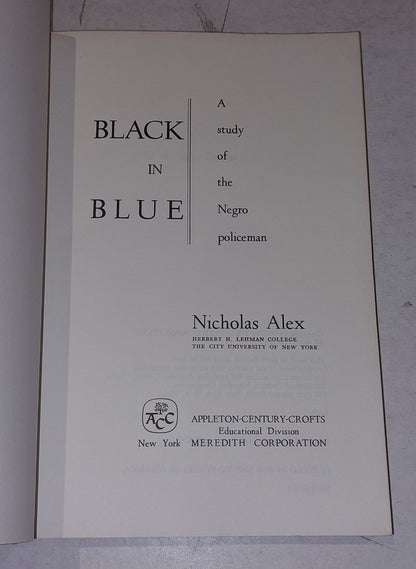 BLACK
IN
BLUE
A
study
of
the
Negro
policeman
Nicholas Alex
HERBERT H. LEHMAN COLLEGE
THE CITY UNIVERSITY OF NEW YORK
ACC
New York
APPLETON-CENTURY-CROFTS
Educational Division
MEREDITH CORPORATION